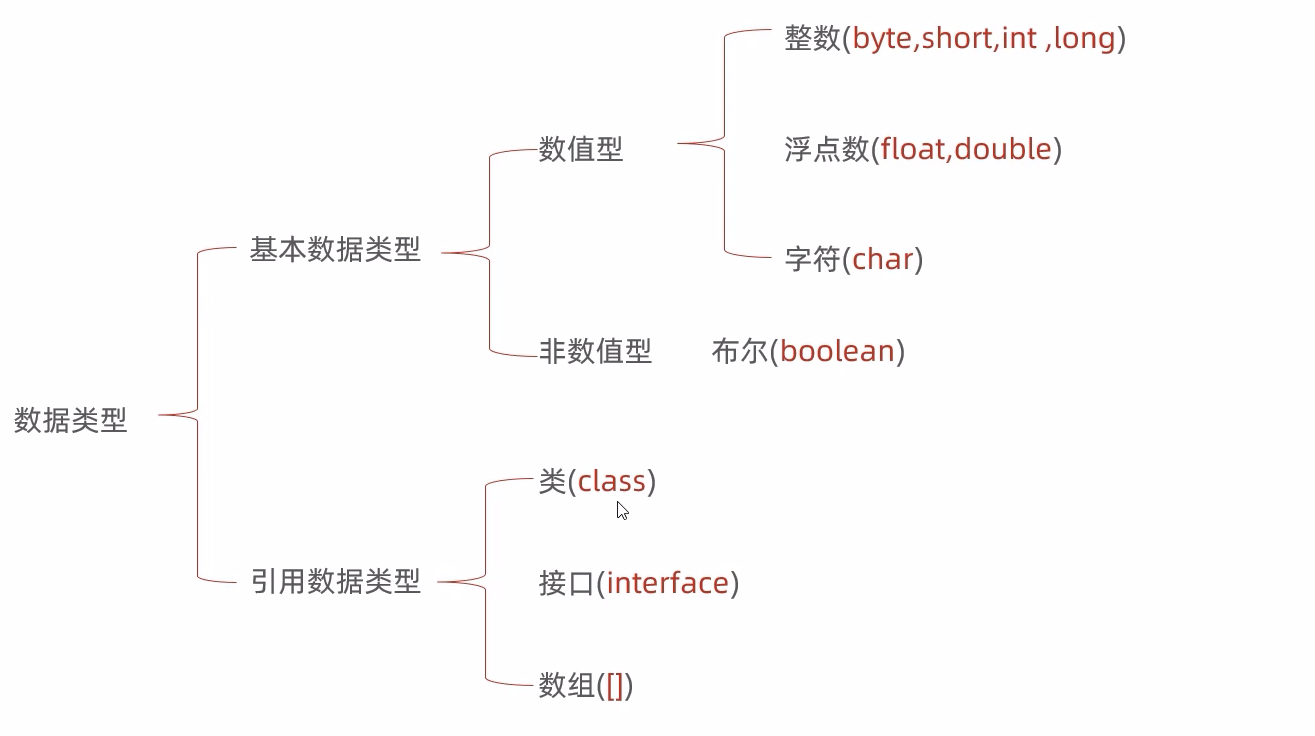 整数(byte,short,int ,long)
数值型
浮点数(float,double)
基本数据类型
字符(char)
非数值型
布尔(boolean)
数据类型
类(class)
引用数据类型
接口(interface)
数组([])